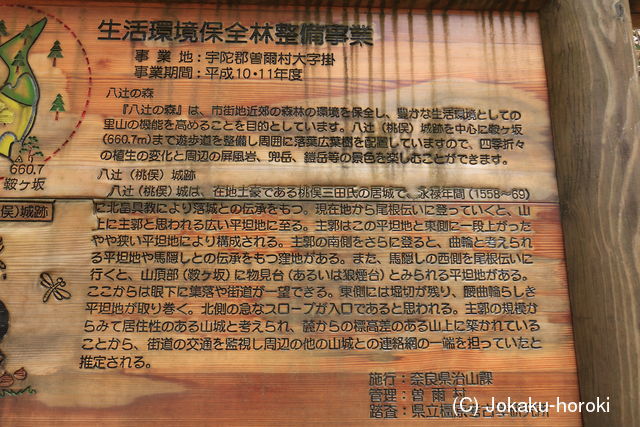 生活環境保全林整備事業
事業地：宇陀郡曽爾村大字掛
事業期間：平成10・11年度
八辻の森
『八辻の森』は、市街地近郊の森林の環境を保全し、豊かな生活環境としての
里山の機能を高めることを目的としています。八辻（桃俣）城跡を中心に鞍ヶ坂
(660.7m)まで遊歩道を整備し周囲に落葉広葉樹を配置していますので、四季折々
の植生の変化と周辺の屏風岩、兜岳、鎧岳等の景色を楽しむことができます。
660.7
鞍ヶ坂
八辻（桃俣）城跡
八辻（桃俣）城は、在地土豪である桃俣三田氏の居城で、永禄年間（1558〜69）
俣）城跡
に北畠具教により落城との伝承をもつ。現在地から尾根伝いに登っていくと、山
上に主郭と思われる広い平坦地に至る。主郭はこの平坦地と東側に一段上がった
やや狭い平坦地により構成される。主郭の南側をさらに登ると、曲輪と考えられ
る平坦地や馬隠しとの伝承をもつ窪地がある。また、馬隠しの西側を尾根伝いに
行くと、山頂部（鞍ヶ坂）に物見台（あるいは狼煙台）とみられる平坦地がある。
ここからは眼下に集落や街道が一望できる。東側には堀切が残り、腰曲輪らしき
平坦地が取り巻く。北側の急なスロープが入口であると思われる。主郭の規模か
らみて居住性のある山城と考えられ、麓からの標高差のある山上に築かれている
ことから、街道の交通を監視し周辺の他の山城との連絡網の一端を担っていたと
推定される。
施行：奈良県治山課
管理：曽爾村
踏査：県立橿原考古学研究所
(C) Jokaku-horoki